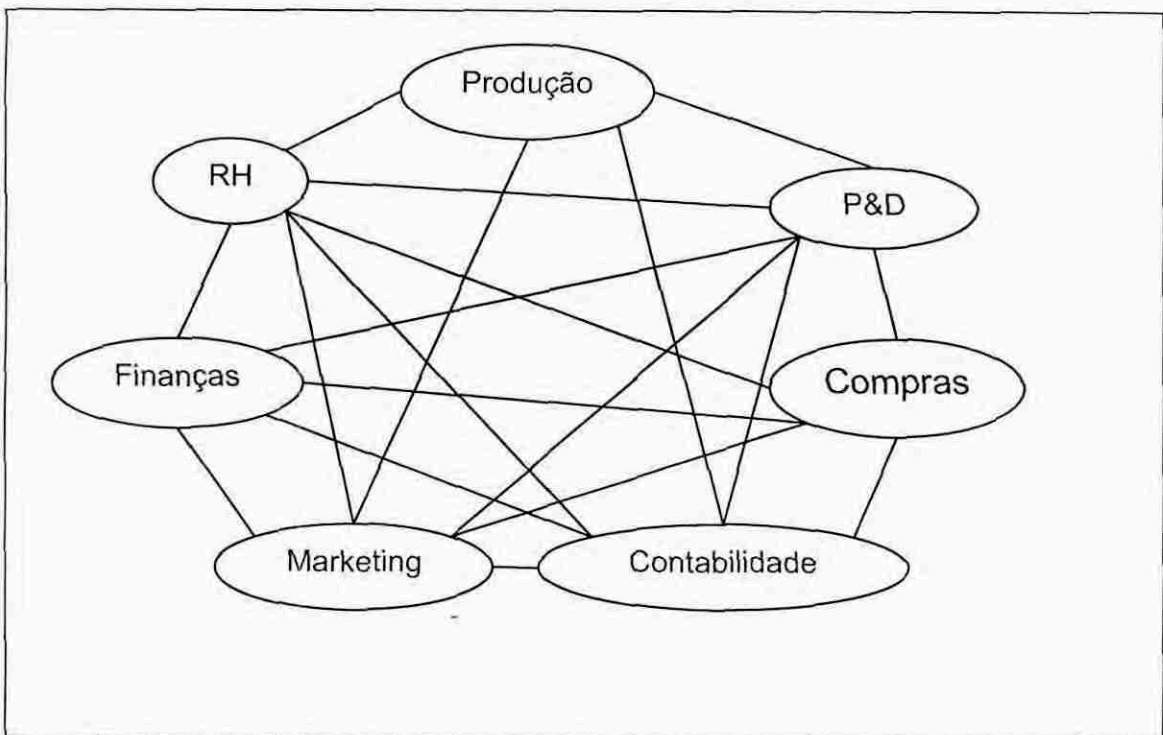 Produção
RH
P&D
Finanças
Compras
Marketing
Contabilidade